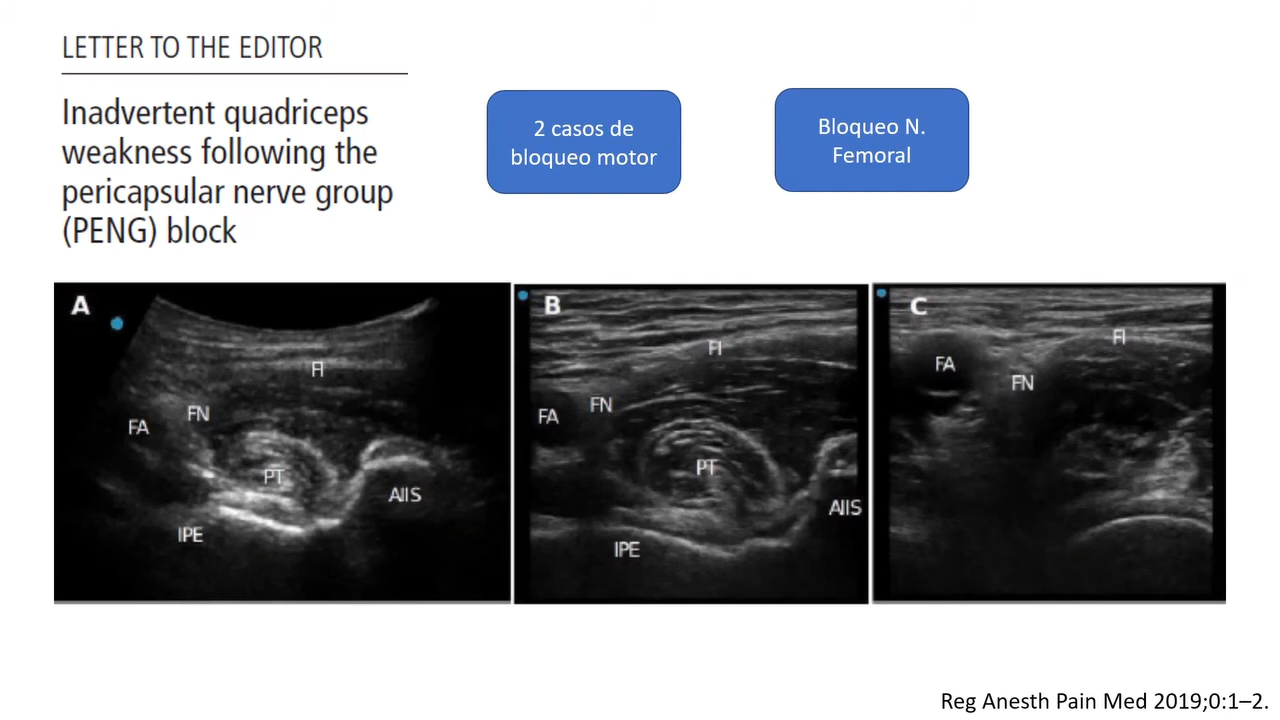 LETTER TO THE EDITOR
Inadvertent quadriceps
weakness following the
pericapsular nerve group
(PENG) block
2 casos de
bloqueo motor
Bloqueo N.
Femoral
A
FI
FN
FA
PT
AIIS
IPE
B
FI
FN
FA
PT
AIIS
IPE
C
FI
FA
FN
Reg Anesth Pain Med 2019;0:1–2.